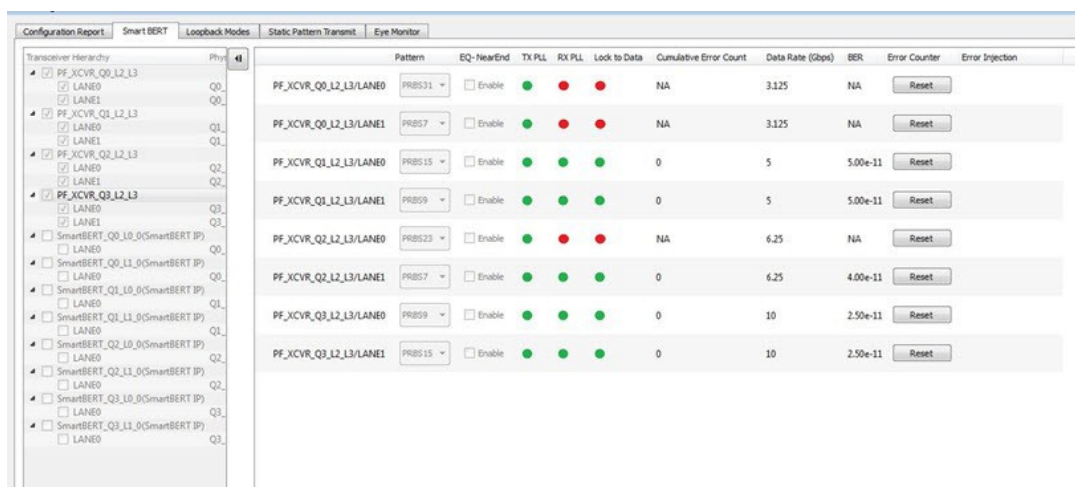 Configuration Report Smart BERT Loopback Modes Static Pattern Transmit Eye Monitor
Transceiver Hierarchy Phys Pattern EQ-NearEnd TX PLL RX PLL Lock to Data Cumulative Error Count Data Rate (Gbps) BER Error Counter Error Injection
PF_XCVR_Q0_L2_L3
LANE0 Q0_
LANE1 Q0_
PF_XCVR_Q1_L2_L3
LANE0 Q1_
LANE1 Q1_
PF_XCVR_Q2_L2_L3
LANE0 Q2_
LANE1 Q2_
PF_XCVR_Q3_L2_L3
LANE0 Q3_
LANE1 Q3_
SmartBERT_Q0_L0_0(SmartBERT IP)
LANE0 Q0_
SmartBERT_Q0_L1_0(SmartBERT IP)
LANE0 Q0_
SmartBERT_Q1_L0_0(SmartBERT IP)
LANE0 Q1_
SmartBERT_Q1_L1_0(SmartBERT IP)
LANE0 Q1_
SmartBERT_Q2_L0_0(SmartBERT IP)
LANE0 Q2_
SmartBERT_Q2_L1_0(SmartBERT IP)
LANE0 Q2_
SmartBERT_Q3_L0_0(SmartBERT IP)
LANE0 Q3_
SmartBERT_Q3_L1_0(SmartBERT IP)
LANE0 Q3_
PF_XCVR_Q0_L2_L3/LANE0 PRBS31 Enable NA 3.125 NA Reset
PF_XCVR_Q0_L2_L3/LANE1 PRBS7 Enable NA 3.125 NA Reset
PF_XCVR_Q1_L2_L3/LANE0 PRBS15 Enable 0 5 5.00e-11 Reset
PF_XCVR_Q1_L2_L3/LANE1 PRBS9 Enable 0 5 5.00e-11 Reset
PF_XCVR_Q2_L2_L3/LANE0 PRBS23 Enable NA 6.25 NA Reset
PF_XCVR_Q2_L2_L3/LANE1 PRBS7 Enable 0 6.25 4.00e-11 Reset
PF_XCVR_Q3_L2_L3/LANE0 PRBS9 Enable 0 10 2.50e-11 Reset
PF_XCVR_Q3_L2_L3/LANE1 PRBS15 Enable 0 10 2.50e-11 Reset